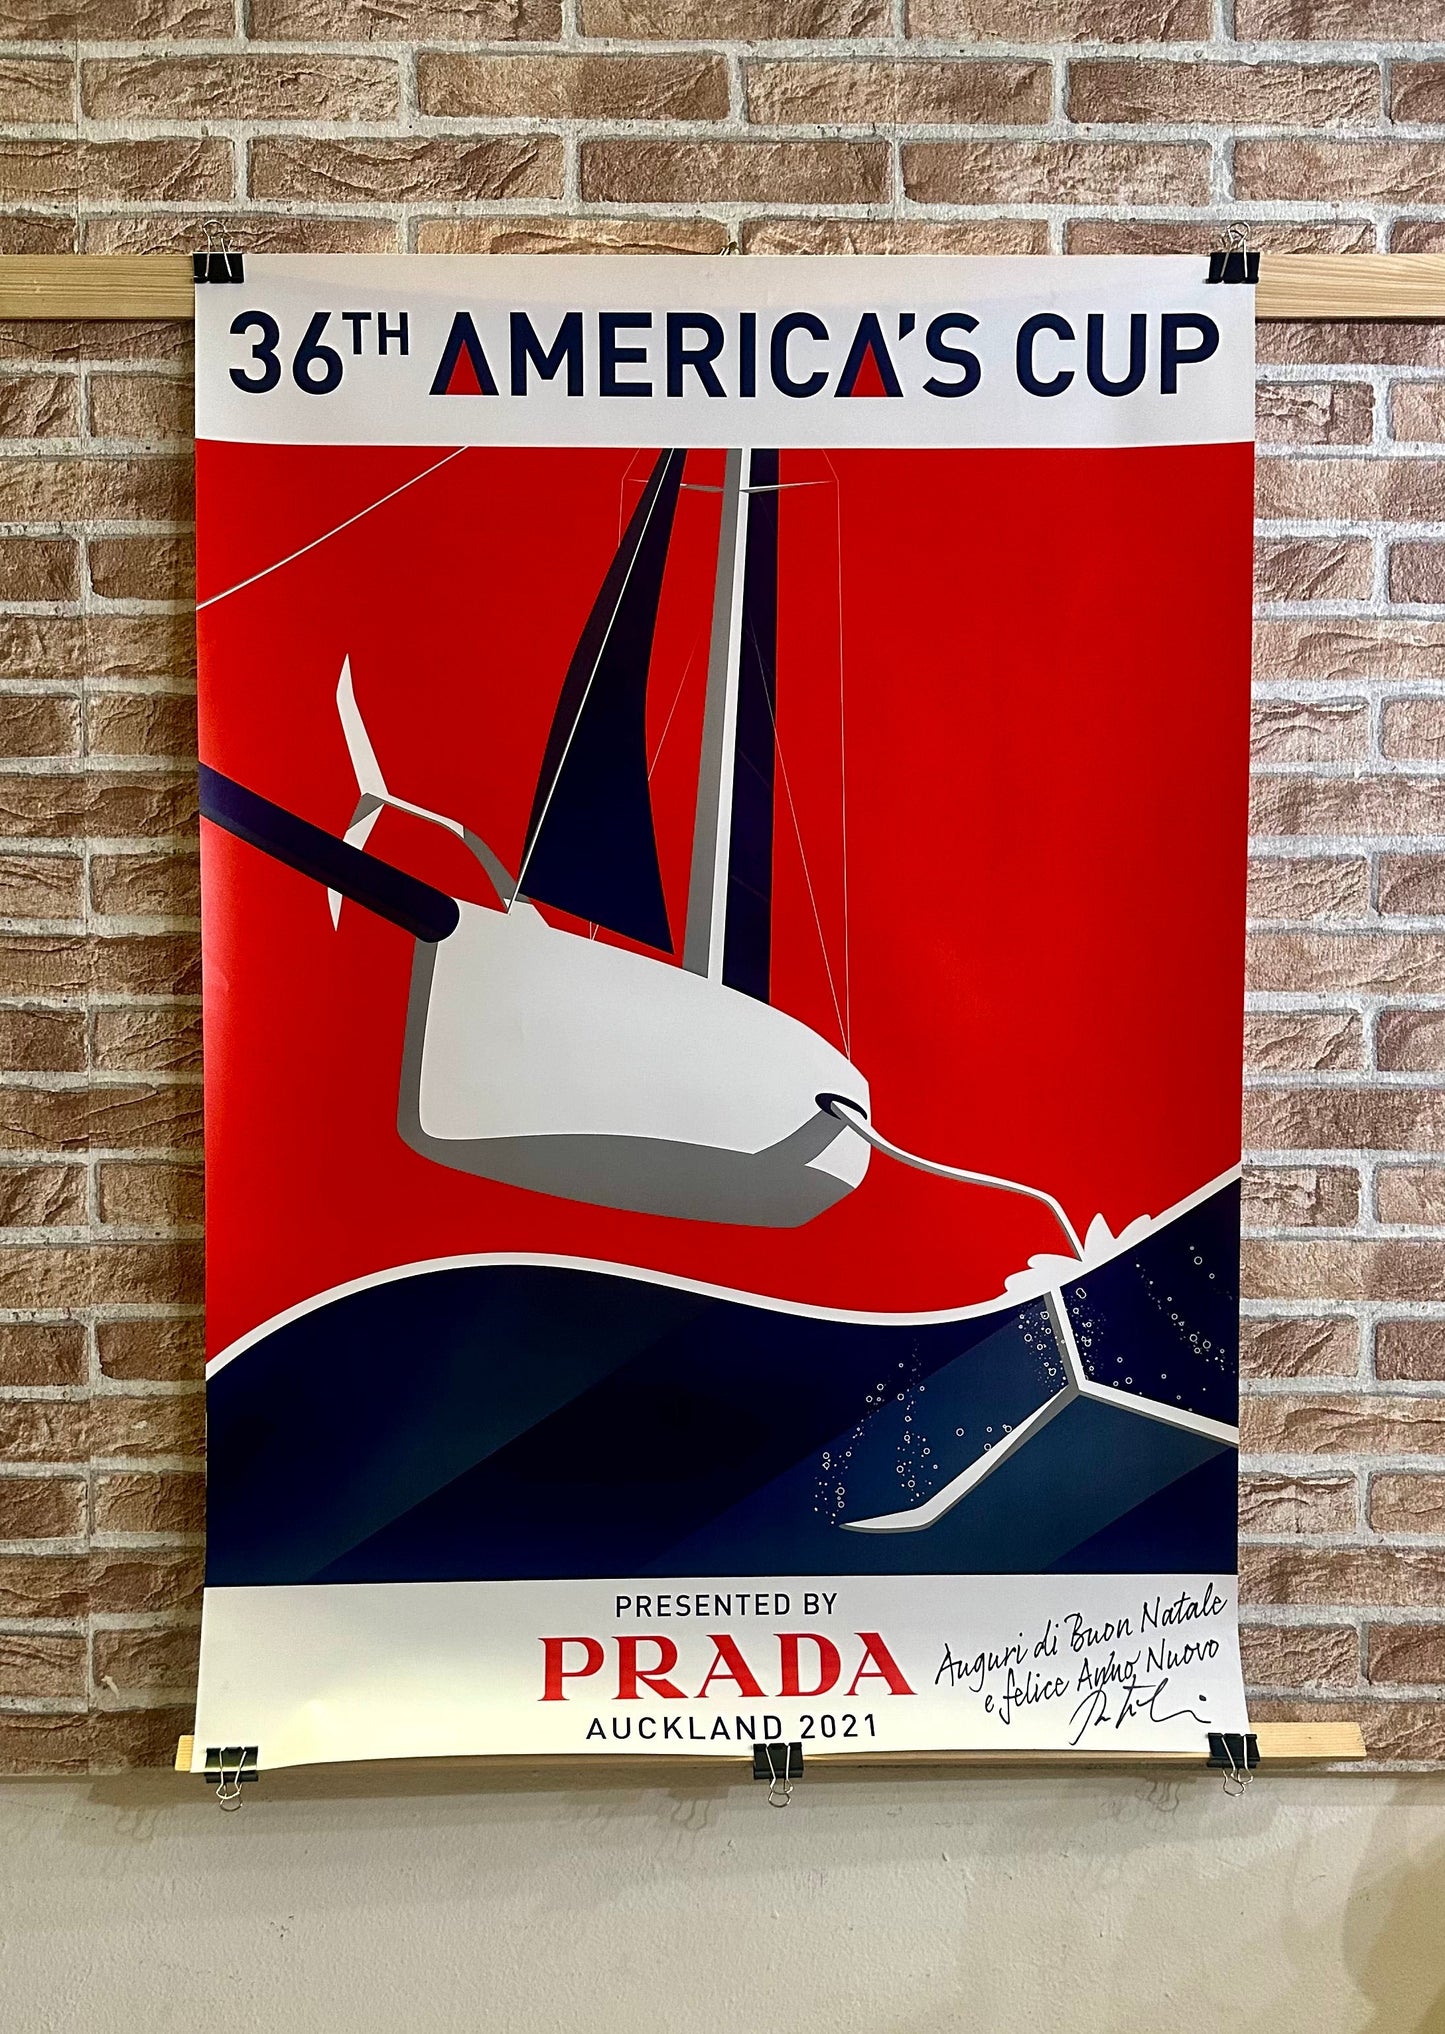 36TH AMERICA'S CUP
PRESENTED BY
PRADA
AUCKLAND 2021
Auguri di Buon Natale
e felice Anno Nuovo